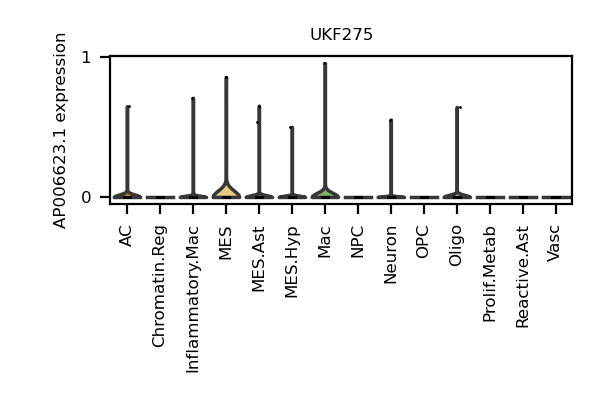 UKF275
AP006623.1 expression
1
0
AC
Chromatin.Reg
Inflammatory.Mac
MES
MES.Ast
MES.Hyp
Mac
NPC
Neuron
OPC
Oligo
Prolif.Metab
Reactive.Ast
Vasc